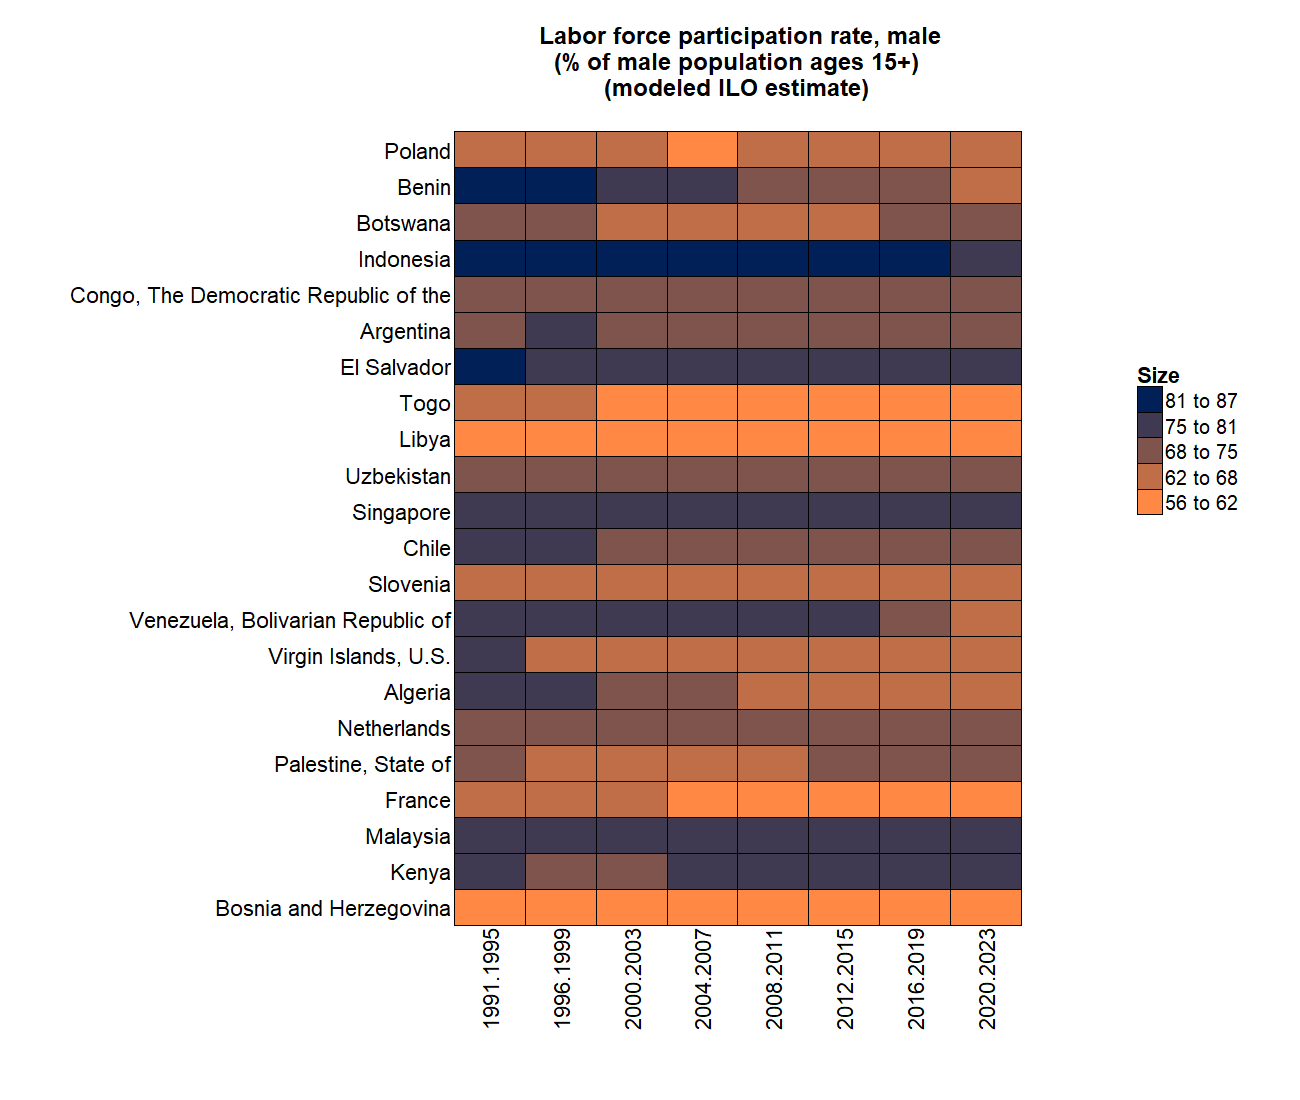 Labor force participation rate, male
(% of male population ages 15+)
(modeled ILO estimate)
Poland
Benin
Botswana
Indonesia
Congo, The Democratic Republic of the
Argentina
El Salvador
Togo
Libya
Uzbekistan
Singapore
Chile
Slovenia
Venezuela, Bolivarian Republic of
Virgin Islands, U.S.
Algeria
Netherlands
Palestine, State of
France
Malaysia
Kenya
Bosnia and Herzegovina
1991.1995
1996.1999
2000.2003
2004.2007
2008.2011
2012.2015
2016.2019
2020.2023
Size
81 to 87
75 to 81
68 to 75
62 to 68
56 to 62